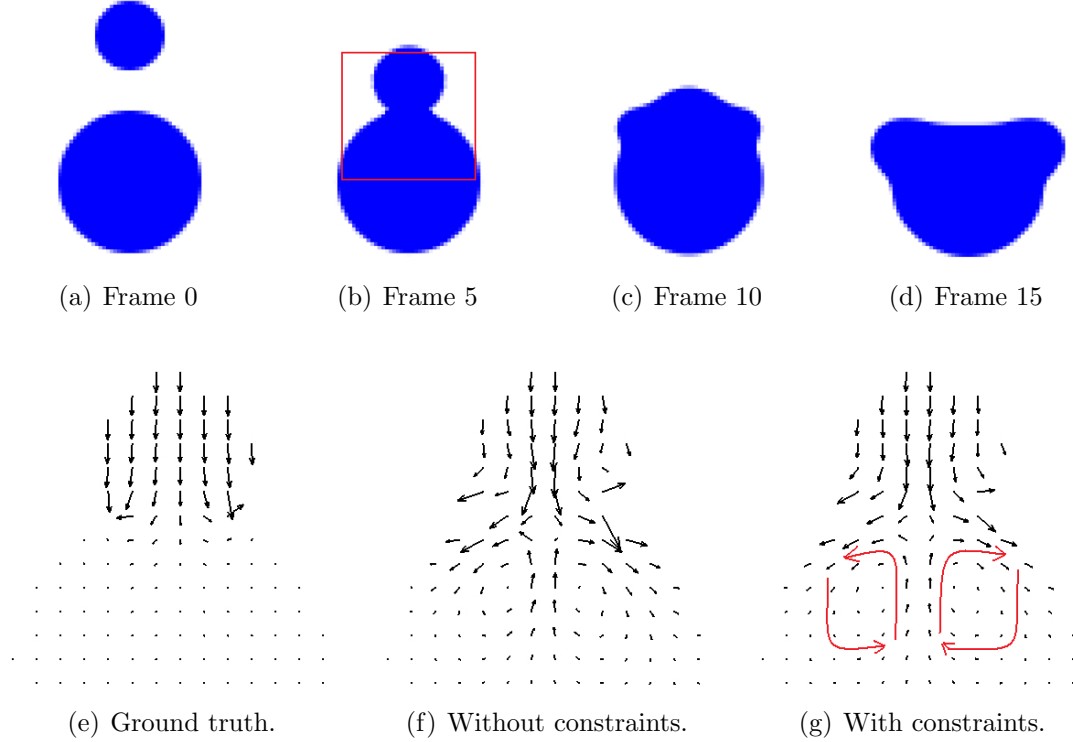 (a) Frame 0
(b) Frame 5
(c) Frame 10
(d) Frame 15
(e) Ground truth.
(f) Without constraints.
(g) With constraints.